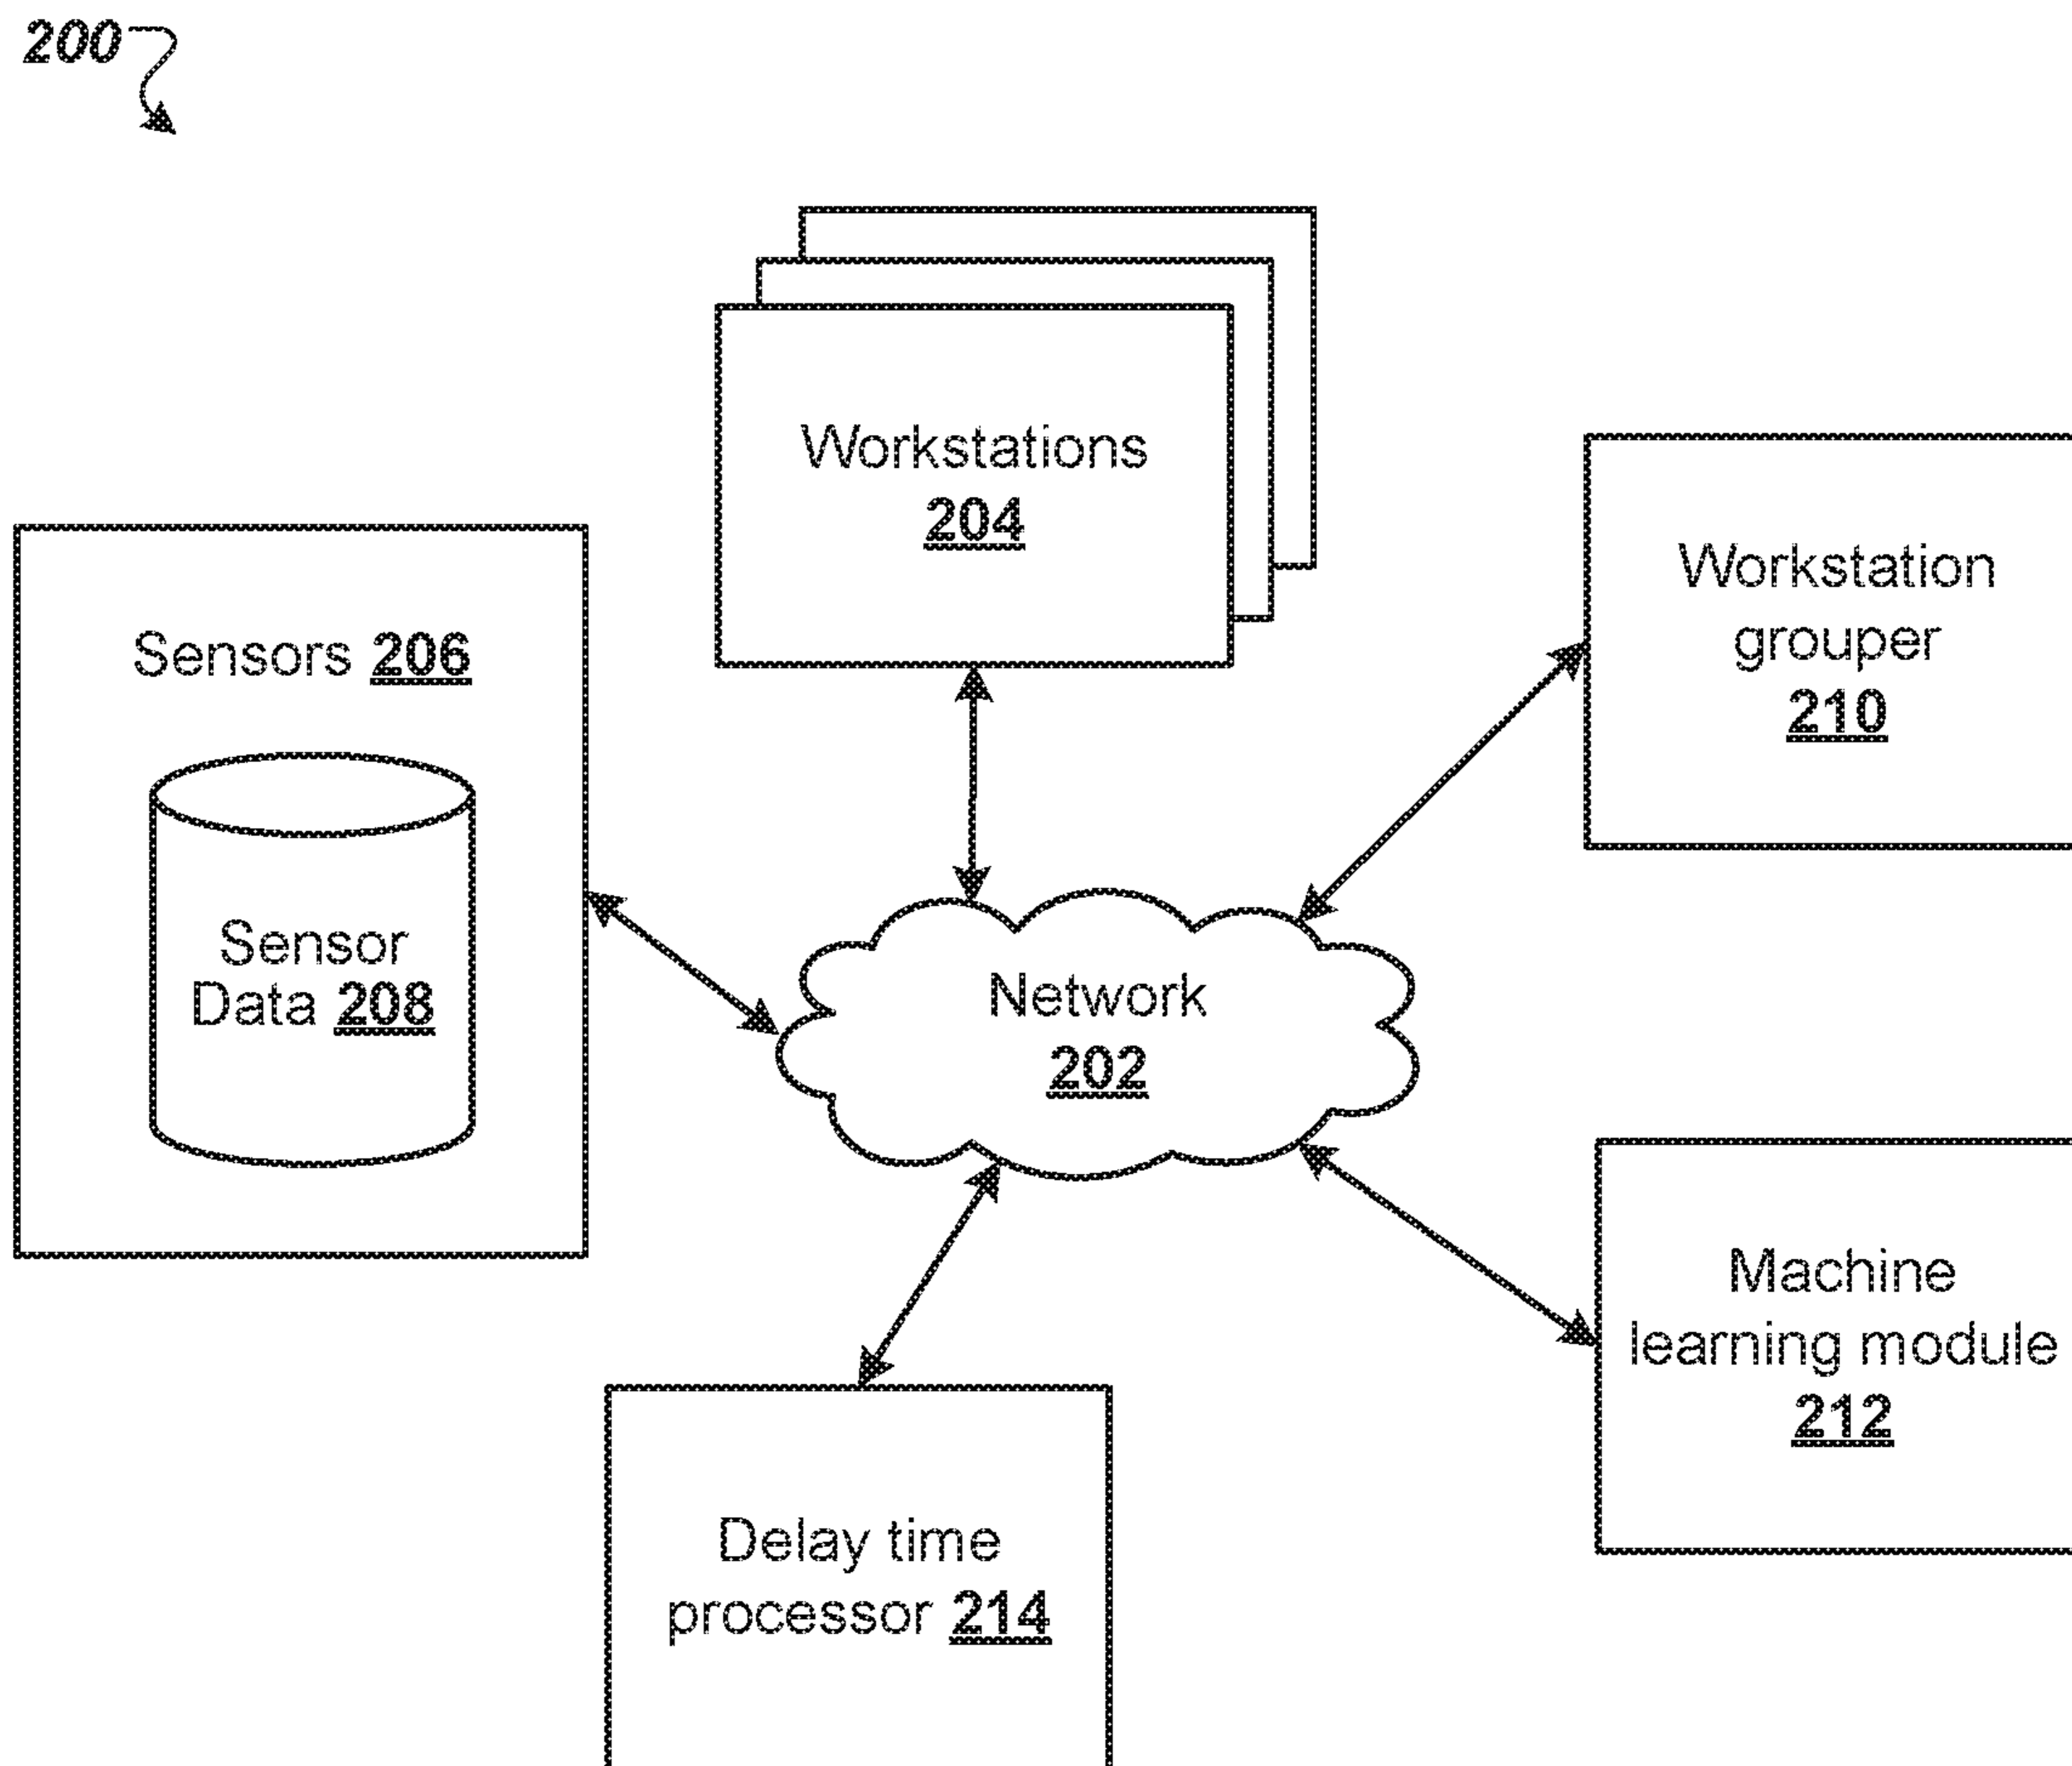 200
Workstations
204
Workstation
grouper
210
Sensors 206
Sensor
Data 208
Network
202
Machine
learning module
212
Delay time
processor 214